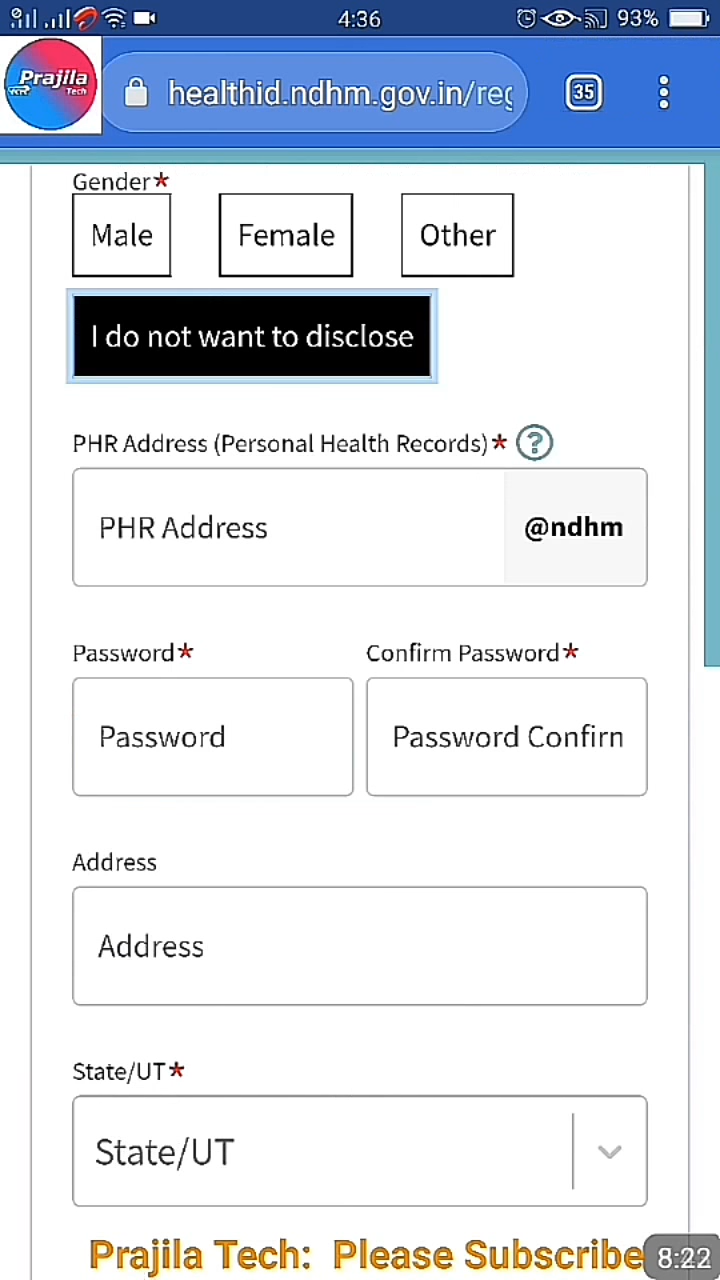 4:36
93%
Prajila
Tech
healthid.ndhm.gov.in/reg
35
Gender*
Male Female Other
I do not want to disclose
PHR Address (Personal Health Records)* ?
PHR Address @ndhm
Password* Confirm Password*
Password Password Confirn
Address
Address
State/UT*
State/UT
Prajila Tech: Please Subscribe
8:22